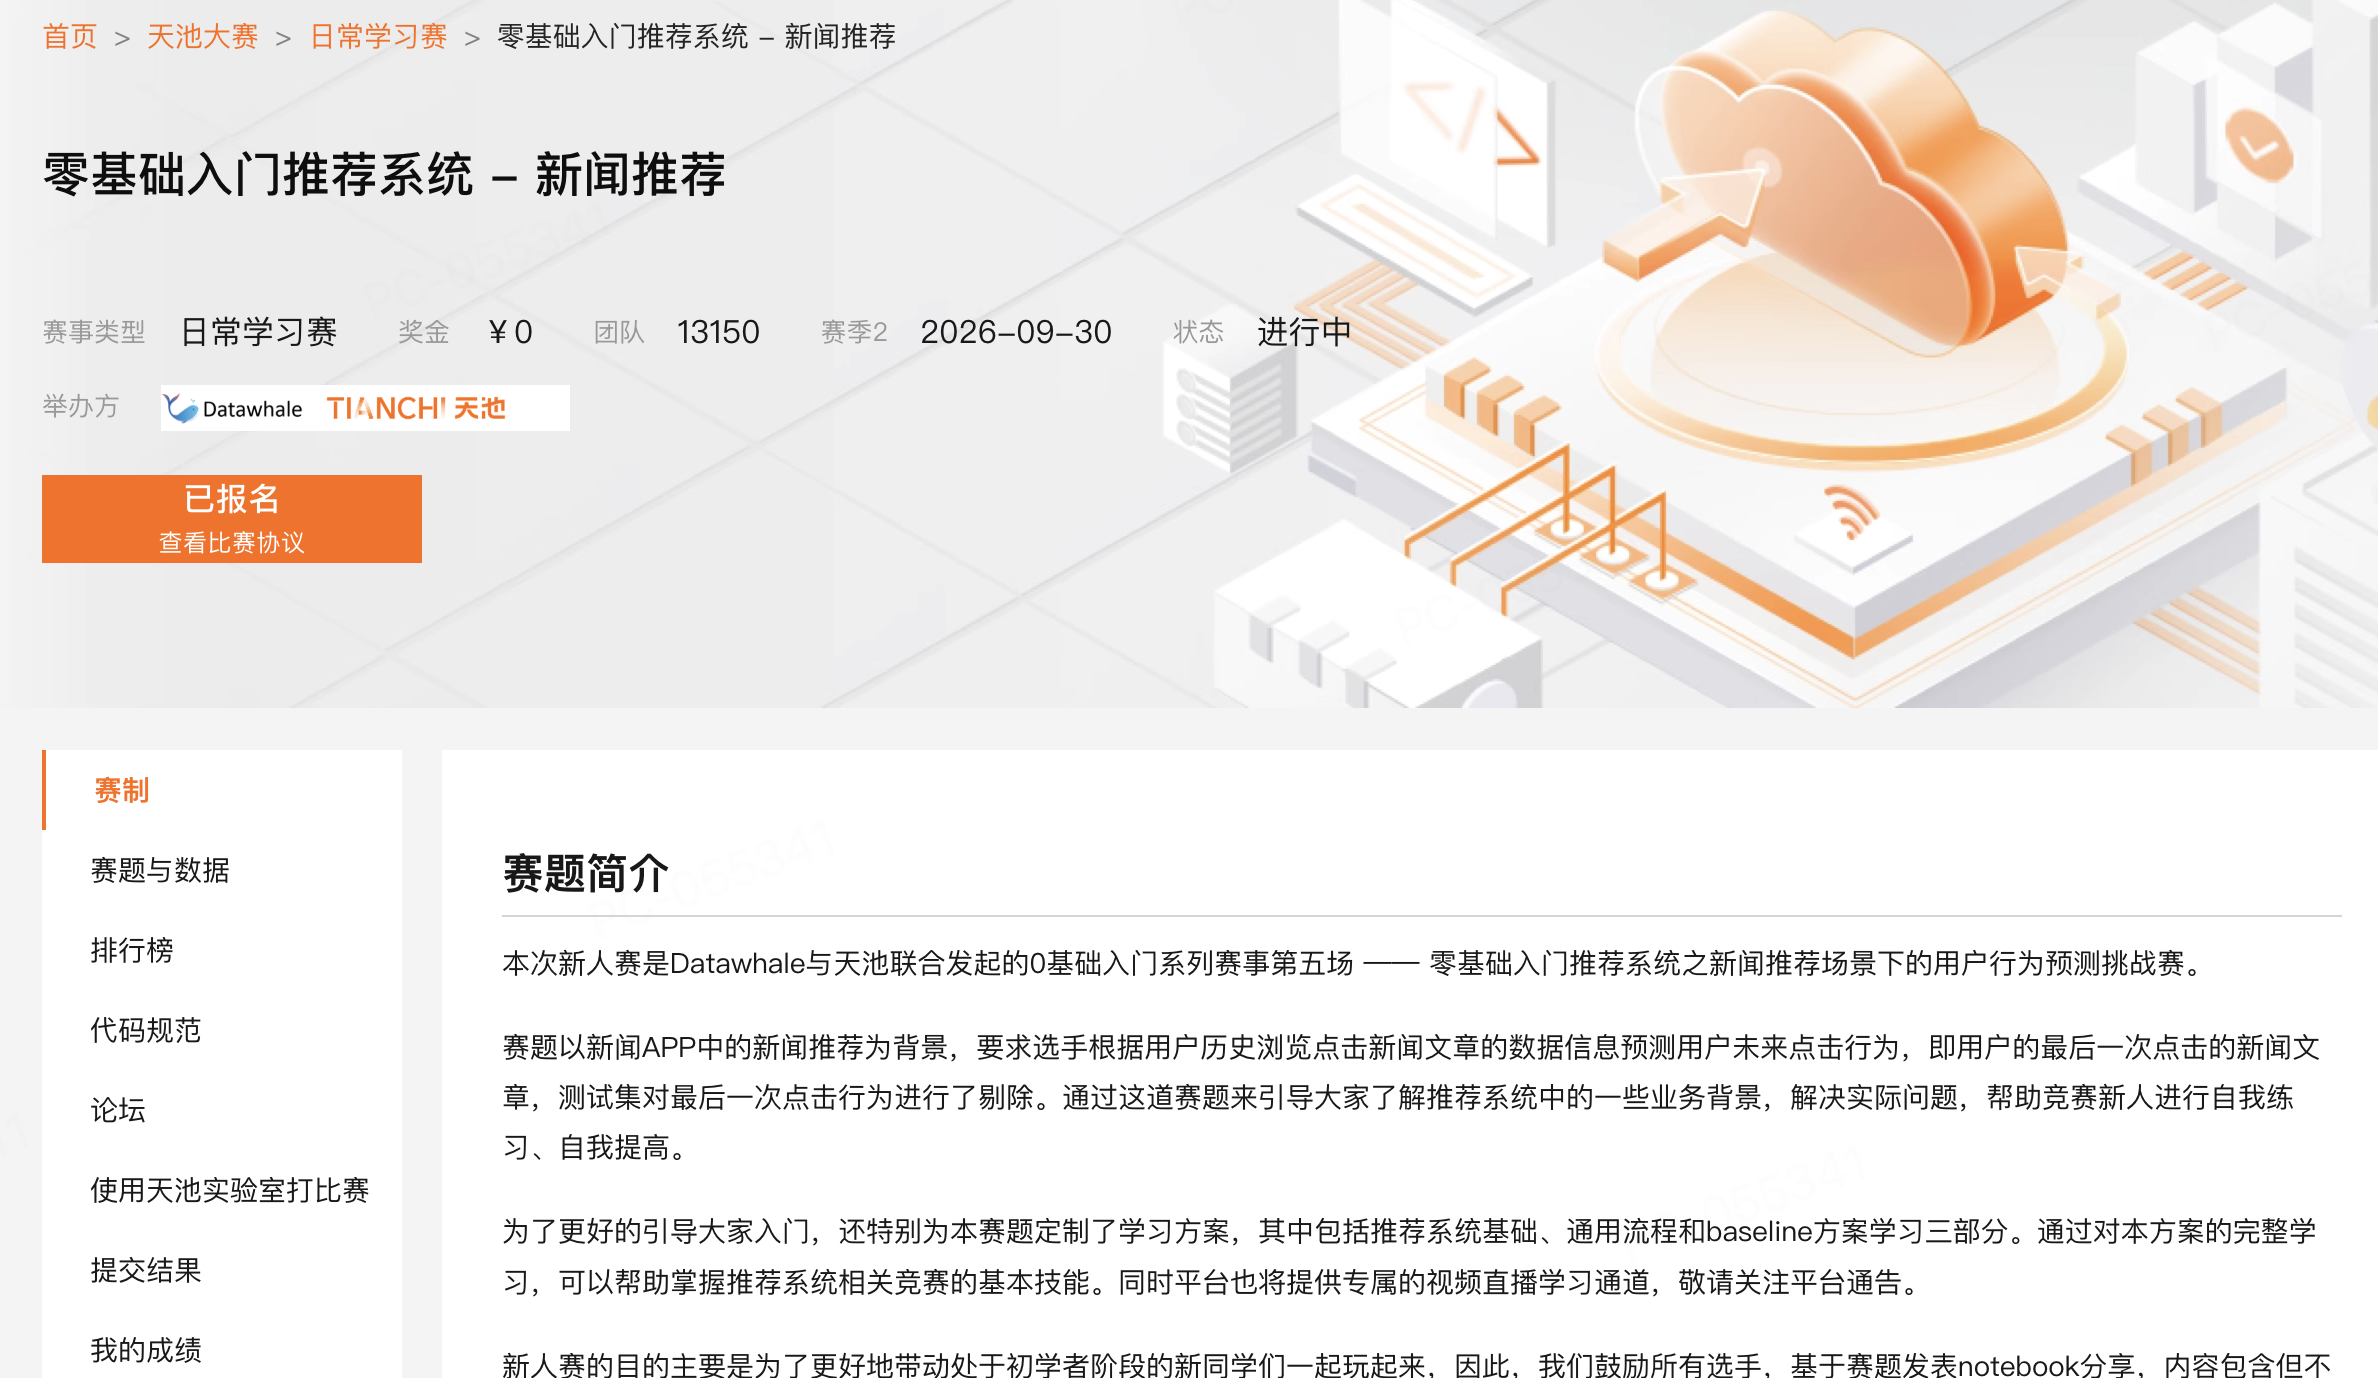 首页 > 天池大赛 > 日常学习赛 > 零基础入门推荐系统 – 新闻推荐
零基础入门推荐系统 – 新闻推荐
赛事类型 日常学习赛 奖金 ¥0 团队 13150 赛季2 2026–09–30 状态 进行中
举办方 Datawhale TIANCHI 天池
已报名
查看比赛协议
赛制
赛题与数据
排行榜
代码规范
论坛
使用天池实验室打比赛
提交结果
我的成绩
赛题简介
本次新人赛是Datawhale与天池联合发起的0基础入门系列赛事第五场 —— 零基础入门推荐系统之新闻推荐场景下的用户行为预测挑战赛。
赛题以新闻APP中的新闻推荐为背景，要求选手根据用户历史浏览点击新闻文章的数据信息预测用户未来点击行为，即用户的最后一次点击的新闻文
章，测试集对最后一次点击行为进行了剔除。通过这道赛题来引导大家了解推荐系统中的一些业务背景，解决实际问题，帮助竞赛新人进行自我练
习、自我提高。
为了更好的引导大家入门，还特别为本赛题定制了学习方案，其中包括推荐系统基础、通用流程和baseline方案学习三部分。通过对本方案的完整学
习，可以帮助掌握推荐系统相关竞赛的基本技能。同时平台也将提供专属的视频直播学习通道，敬请关注平台通告。
新人赛的目的主要是为了更好地带动处于初学者阶段的新同学们一起玩起来，因此，我们鼓励所有选手，基于赛题发表notebook分享，内容包含但不